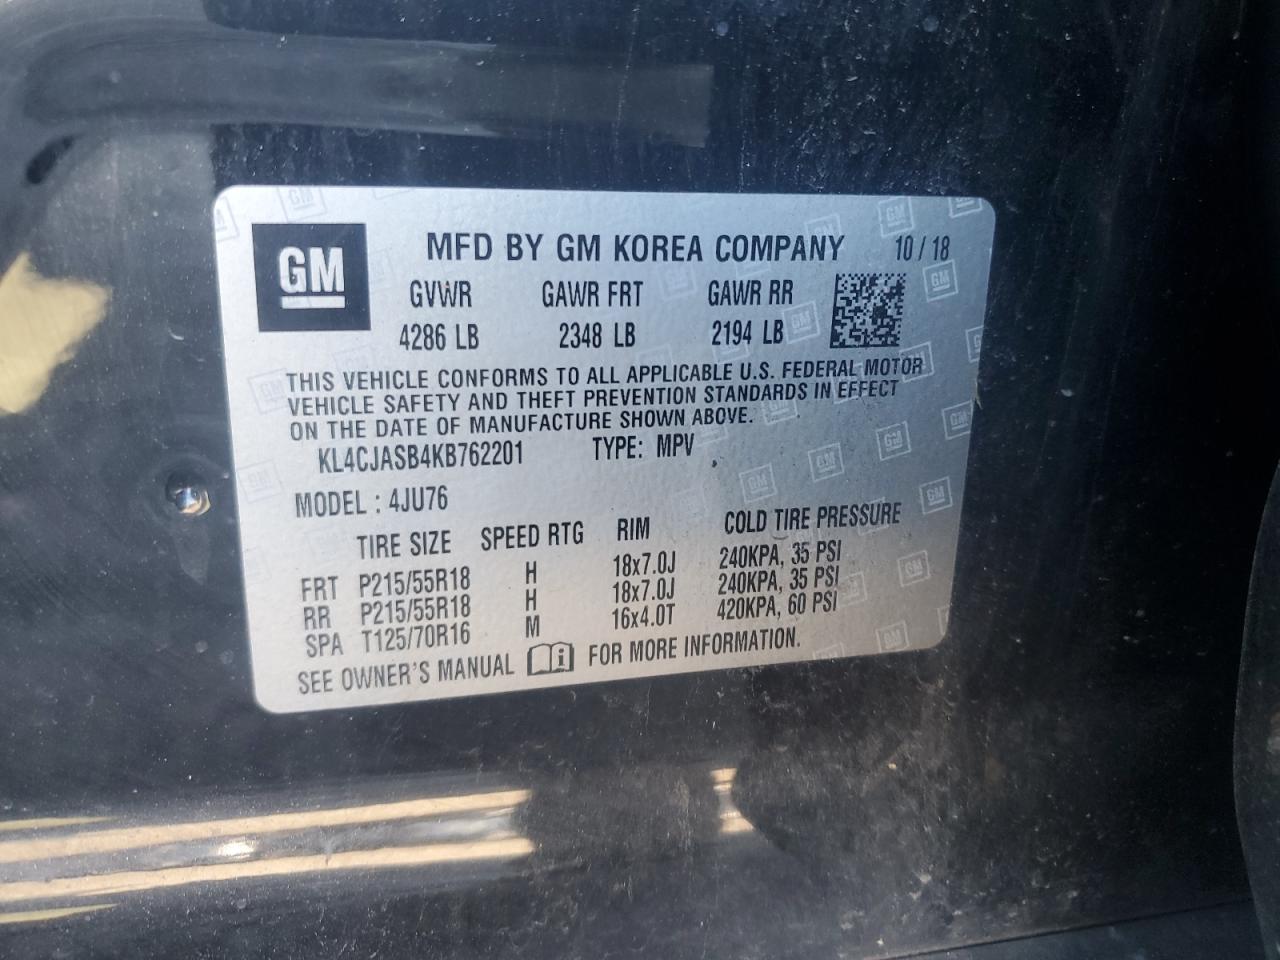 GM
MFD BY GM KOREA COMPANY 10 / 18
GVWR GAWR FRT GAWR RR
4286 LB 2348 LB 2194 LB
THIS VEHICLE CONFORMS TO ALL APPLICABLE U.S. FEDERAL MOTOR
VEHICLE SAFETY AND THEFT PREVENTION STANDARDS IN EFFECT
ON THE DATE OF MANUFACTURE SHOWN ABOVE.
KL4CJASB4KB762201 TYPE: MPV
MODEL : 4JU76
TIRE SIZE SPEED RTG RIM COLD TIRE PRESSURE
FRT P215/55R18 H 18x7.0J 240KPA, 35 PSI
RR P215/55R18 H 18x7.0J 240KPA, 35 PSI
SPA T125/70R16 M 16x4.0T 420KPA, 60 PSI
SEE OWNER'S MANUAL FOR MORE INFORMATION.